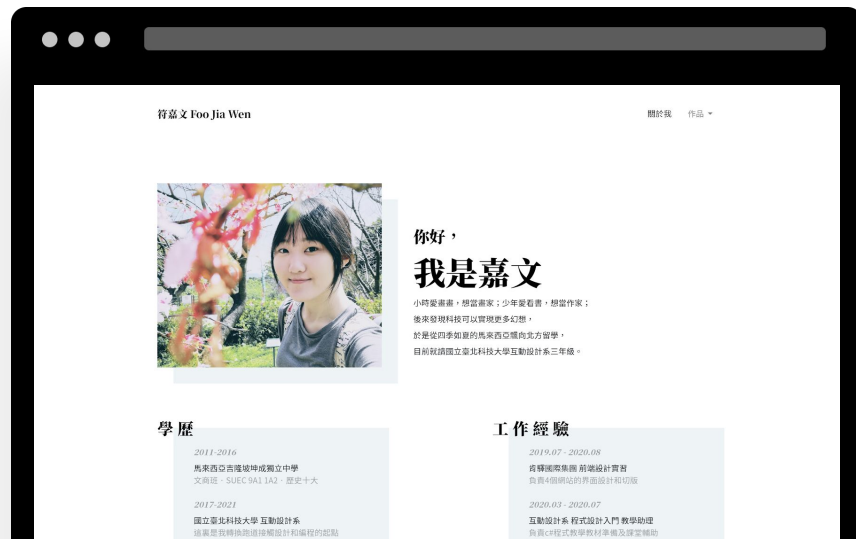 符嘉文 Foo Jia Wen
關於我 作品
你好，
我是嘉文
小時愛畫畫，想當畫家；少年愛看書，想當作家；
後來發現科技可以實現更多幻想，
於是從四季如夏的馬來西亞飄向北方留學，
目前就讀國立臺北科技大學互動設計系三年級。
學歷
2011-2016
馬來西亞吉隆坡坤成獨立中學
文商班 - SUEC 9A1 1A2 - 歷史十大
2017-2021
國立臺北科技大學 互動設計系
這裏是我轉換跑道接觸設計和編程的起點
工作經驗
2019.07 - 2020.08
肯驛國際集團 前端設計實習
負責4個網站的界面設計和切版
2020.03 - 2020.07
互動設計系 程式設計入門 教學助理
負責c#程式教學教材準備及課堂輔助